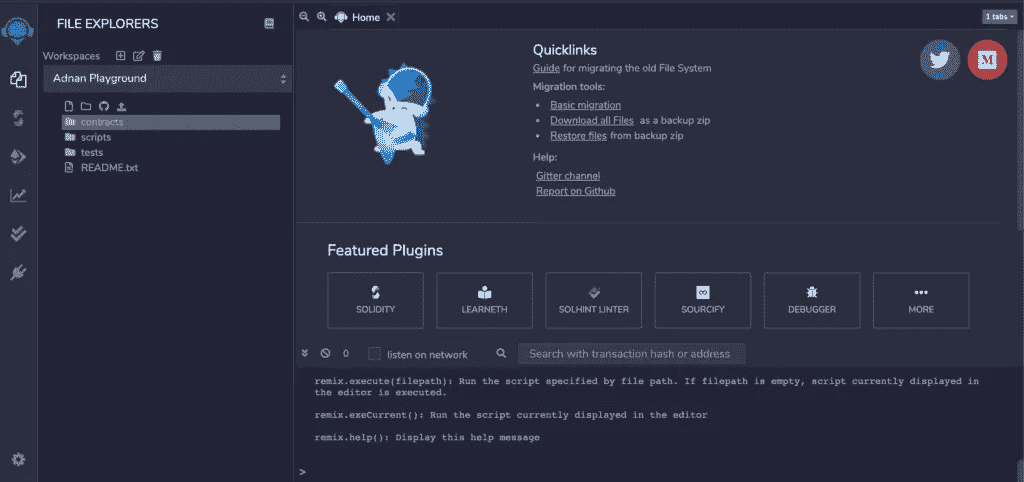 FILE EXPLORERS
Workspaces
Adnan Playground
contracts
scripts
tests
README.txt
Home
1 tabs
Quicklinks
Guide for migrating the old File System
Migration tools:
Basic migration
Download all Files as a backup zip
Restore files from backup zip
Help:
Gitter channel
Report on Github
M
Featured Plugins
SOLIDITY
LEARNETH
SOLHINT LINTER
SOURCIFY
DEBUGGER
MORE
0
listen on network
Search with transaction hash or address
remix.execute(filepath): Run the script specified by file path. If filepath is empty, script currently displayed in
the editor is executed.
remix.exeCurrent(): Run the script currently displayed in the editor
remix.help(): Display this help message
>